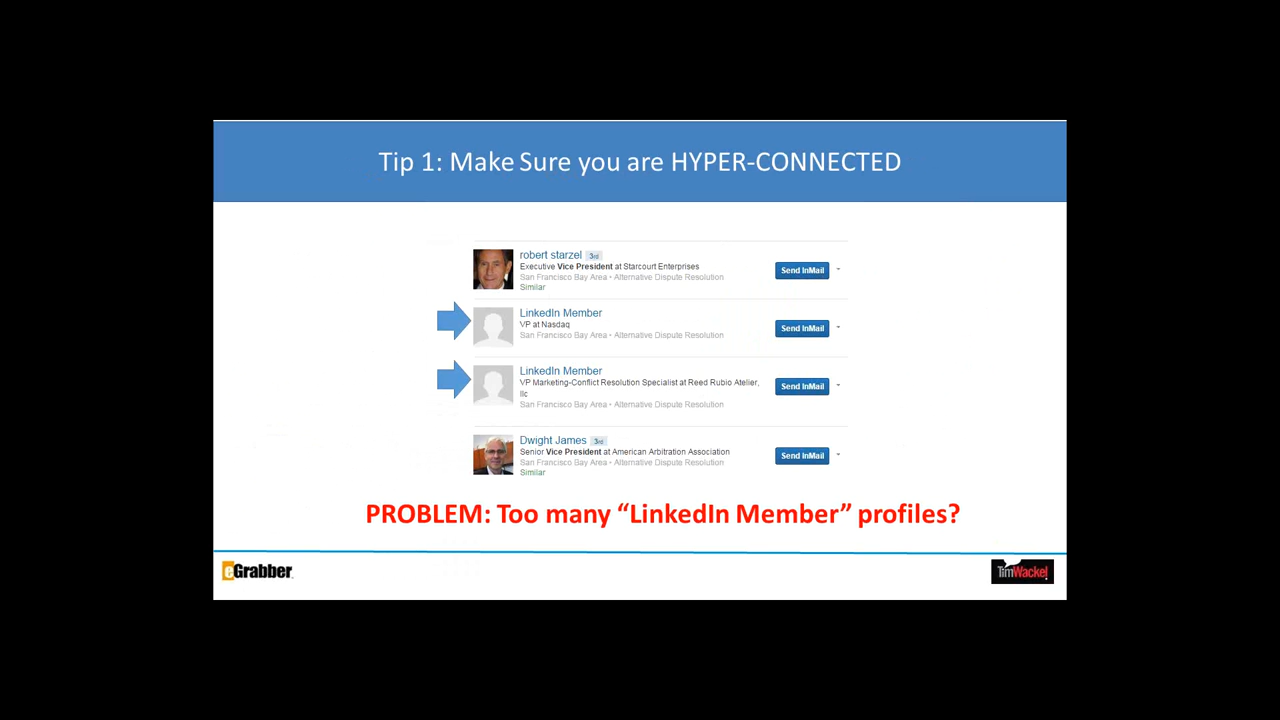 Tip 1: Make Sure you are HYPER-CONNECTED
robert starzel 3rd
Executive Vice President at Starcourt Enterprises
San Francisco Bay Area • Alternative Dispute Resolution
Similar
Send InMail
LinkedIn Member
VP at Nasdaq
San Francisco Bay Area • Alternative Dispute Resolution
Send InMail
LinkedIn Member
VP Marketing-Conflict Resolution Specialist at Reed Rubio Atelier,
llc
San Francisco Bay Area • Alternative Dispute Resolution
Send InMail
Dwight James 3rd
Senior Vice President at American Arbitration Association
San Francisco Bay Area • Alternative Dispute Resolution
Similar
Send InMail
PROBLEM: Too many “LinkedIn Member” profiles?
eGrabber
TimWackel